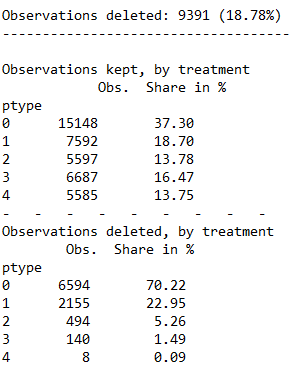 Observations deleted: 9391 (18.78%)
------------------------------------
Observations kept, by treatment
Obs. Share in %
ptype
0 15148 37.30
1 7592 18.70
2 5597 13.78
3 6687 16.47
4 5585 13.75
- - - - - - - - -
Observations deleted, by treatment
Obs. Share in %
ptype
0 6594 70.22
1 2155 22.95
2 494 5.26
3 140 1.49
4 8 0.09